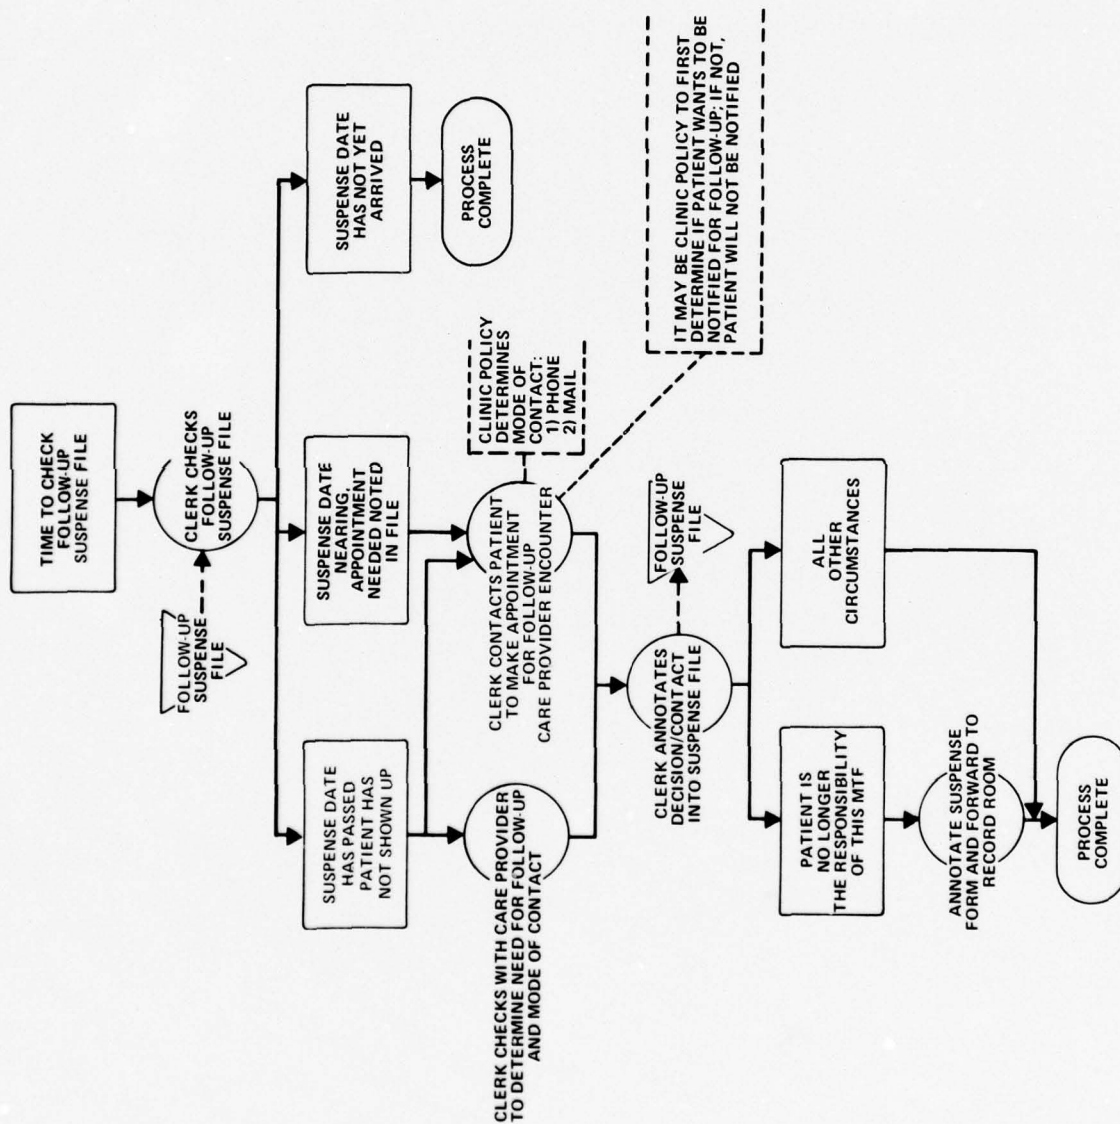 TIME TO CHECK
FOLLOW-UP
SUSPENSE FILE
FOLLOW-UP
SUSPENSE
FILE
CLERK CHECKS
FOLLOW-UP
SUSPENSE FILE
SUSPENSE DATE
HAS PASSED
PATIENT HAS
NOT SHOWN UP
SUSPENSE DATE
NEARING,
APPOINTMENT
NEEDED NOTED
IN FILE
SUSPENSE DATE
HAS NOT YET
ARRIVED
PROCESS
COMPLETE
CLERK CHECKS WITH CARE PROVIDER
TO DETERMINE NEED FOR FOLLOW-UP
AND MODE OF CONTACT
CLERK CONTACTS PATIENT
TO MAKE APPOINTMENT
FOR FOLLOW-UP
CARE PROVIDER ENCOUNTER
CLINIC POLICY
DETERMINES
MODE OF
CONTACT:
1) PHONE
2) MAIL
IT MAY BE CLINIC POLICY TO FIRST
DETERMINE IF PATIENT WANTS TO BE
NOTIFIED FOR FOLLOW-UP; IF NOT,
PATIENT WILL NOT BE NOTIFIED
CLERK ANNOTATES
DECISION/CONTACT
INTO SUSPENSE FILE
FOLLOW-UP
SUSPENSE
FILE
PATIENT IS
NO LONGER
THE RESPONSIBILITY
OF THIS MTF
ALL
OTHER
CIRCUMSTANCES
ANNOTATE SUSPENSE
FORM AND FORWARD TO
RECORD ROOM
PROCESS
COMPLETE